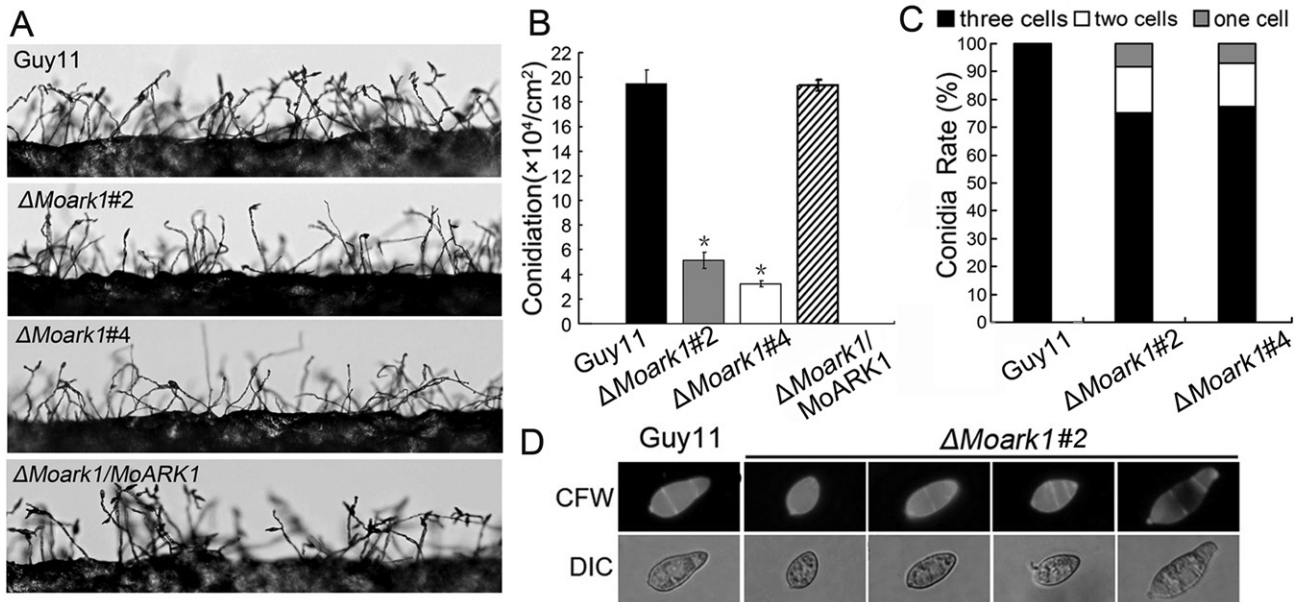 A
Guy11
ΔMoark1#2
ΔMoark1#4
ΔMoark1/MoARK1
B
Conidiation(×10⁴/cm²)
22
20
18
16
14
12
10
8
6
4
2
0
*
*
Guy11
ΔMoark1#2
ΔMoark1#4
ΔMoark1/
MoARK1
C
three cells two cells one cell
Conidia Rate (%)
100
90
80
70
60
50
40
30
20
10
0
Guy11
ΔMoark1#2
ΔMoark1#4
D
Guy11 ΔMoark1#2
CFW
DIC